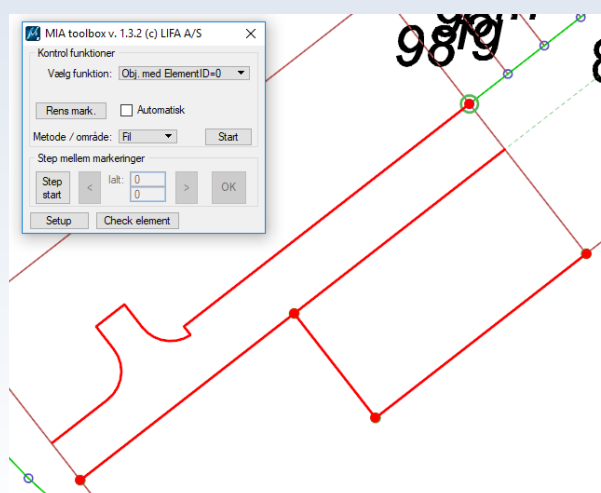 MIA toolbox v. 1.3.2 (c) LIFA A/S
Kontrol funktioner
Vælg funktion: Obj. med ElementID=0
Rens mark. Automatisk
Metode / område: Fil Start
Step mellem markeringer
Step start < Ialt: 0 0 > OK
Setup Check element
98